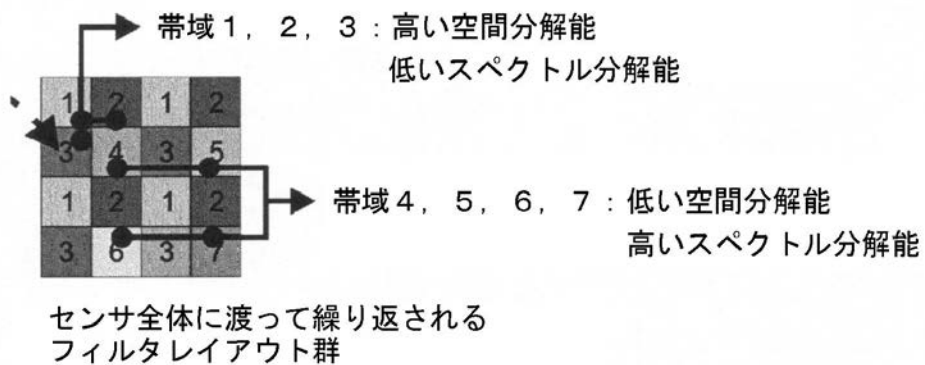 帯域1，2，3：高い空間分解能
低いスペクトル分解能
1 2 1 2
3 4 3 5
1 2 1 2
3 6 3 7
帯域4，5，6，7：低い空間分解能
高いスペクトル分解能
センサ全体に渡って繰り返される
フィルタレイアウト群